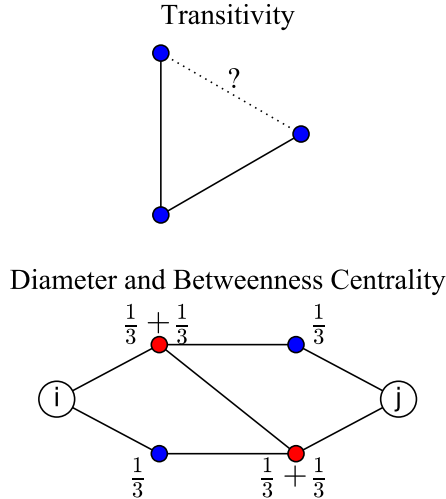 Transitivity
?
Diameter and Betweenness Centrality
1/3 + 1/3
1/3
i
j
1/3
1/3 + 1/3